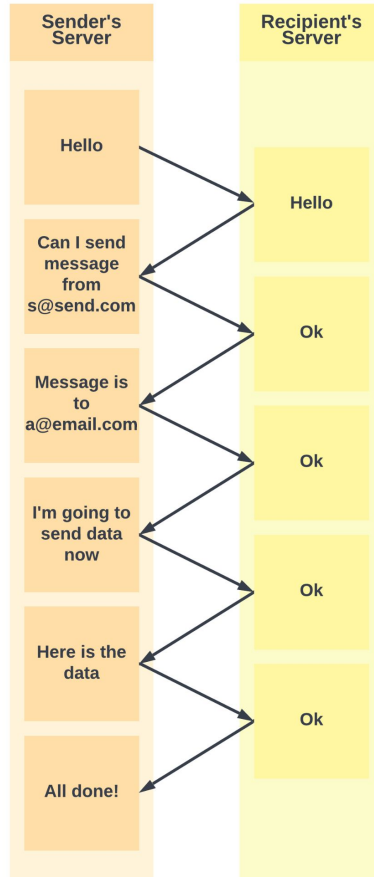 Sender's
Server
Recipient's
Server
Hello
Hello
Can I send
message
from
s@send.com
Ok
Message is
to
a@email.com
Ok
I'm going to
send data
now
Ok
Here is the
data
Ok
All done!